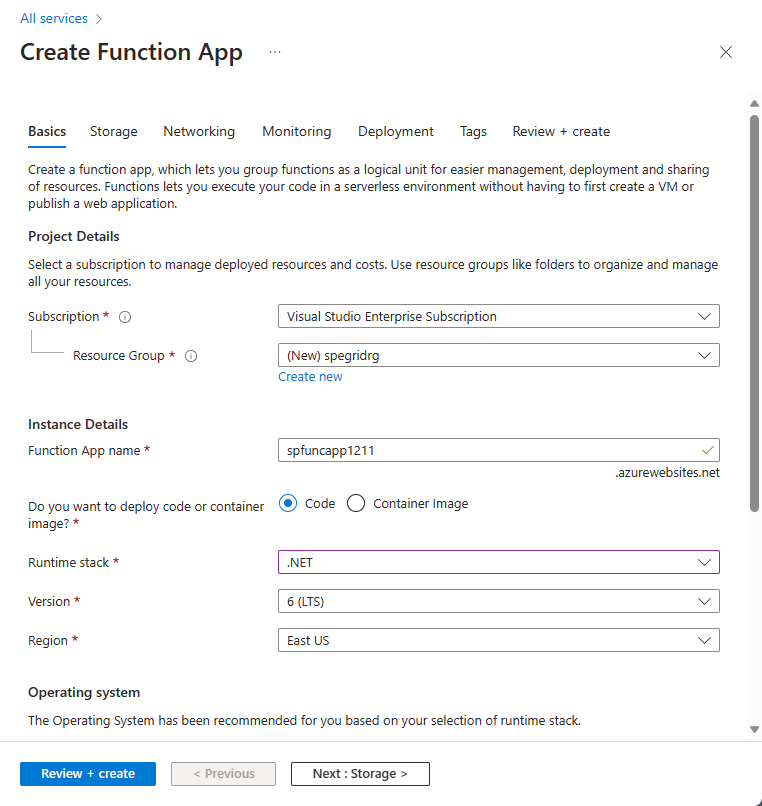 All services >
Create Function App ...
Basics Storage Networking Monitoring Deployment Tags Review + create
Create a function app, which lets you group functions as a logical unit for easier management, deployment and sharing
of resources. Functions lets you execute your code in a serverless environment without having to first create a VM or
publish a web application.
Project Details
Select a subscription to manage deployed resources and costs. Use resource groups like folders to organize and manage
all your resources.
Subscription * Visual Studio Enterprise Subscription
Resource Group * (New) spegridrg
Create new
Instance Details
Function App name * spfuncapp1211
.azurewebsites.net
Do you want to deploy code or container
image? *
Code Container Image
Runtime stack * .NET
Version * 6 (LTS)
Region * East US
Operating system
The Operating System has been recommended for you based on your selection of runtime stack.
Review + create < Previous Next : Storage >